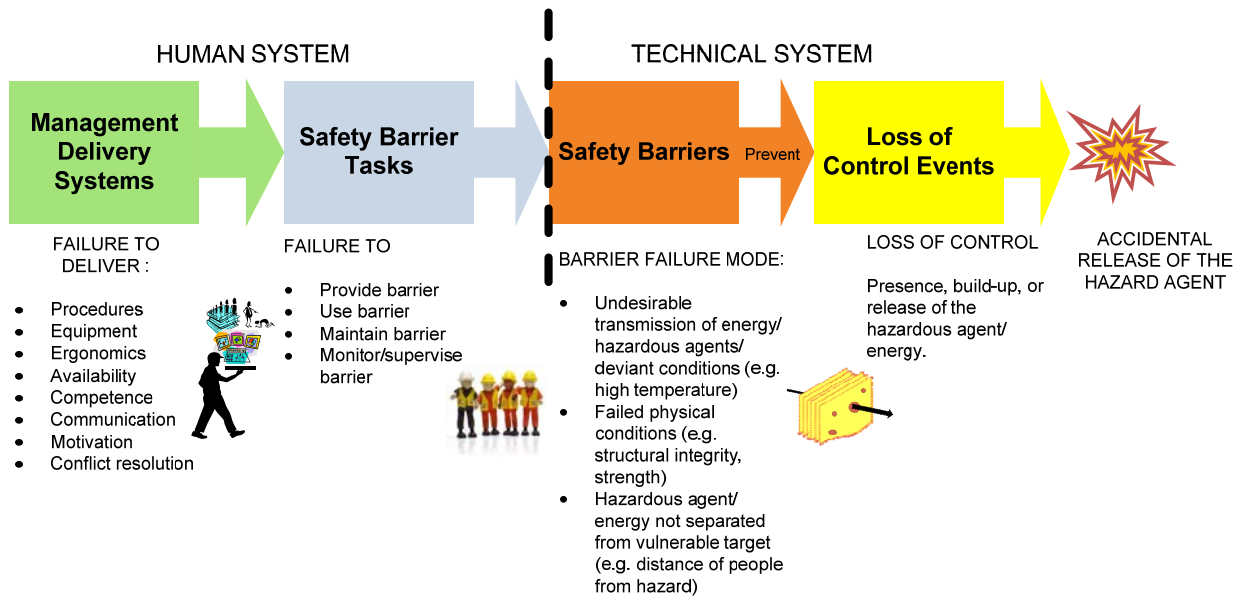 HUMAN SYSTEM
TECHNICAL SYSTEM
Management
Delivery
Systems
Safety Barrier
Tasks
Safety Barriers
Prevent
Loss of
Control Events
FAILURE TO
DELIVER :
• Procedures
• Equipment
• Ergonomics
• Availability
• Competence
• Communication
• Motivation
• Conflict resolution
FAILURE TO
• Provide barrier
• Use barrier
• Maintain barrier
• Monitor/supervise
barrier
BARRIER FAILURE MODE:
• Undesirable
transmission of energy/
hazardous agents/
deviant conditions (e.g.
high temperature)
• Failed physical
conditions (e.g.
structural integrity,
strength)
• Hazardous agent/
energy not separated
from vulnerable target
(e.g. distance of people
from hazard)
LOSS OF CONTROL
Presence, build-up, or
release of the
hazardous agent/
energy.
ACCIDENTAL
RELEASE OF THE
HAZARD AGENT